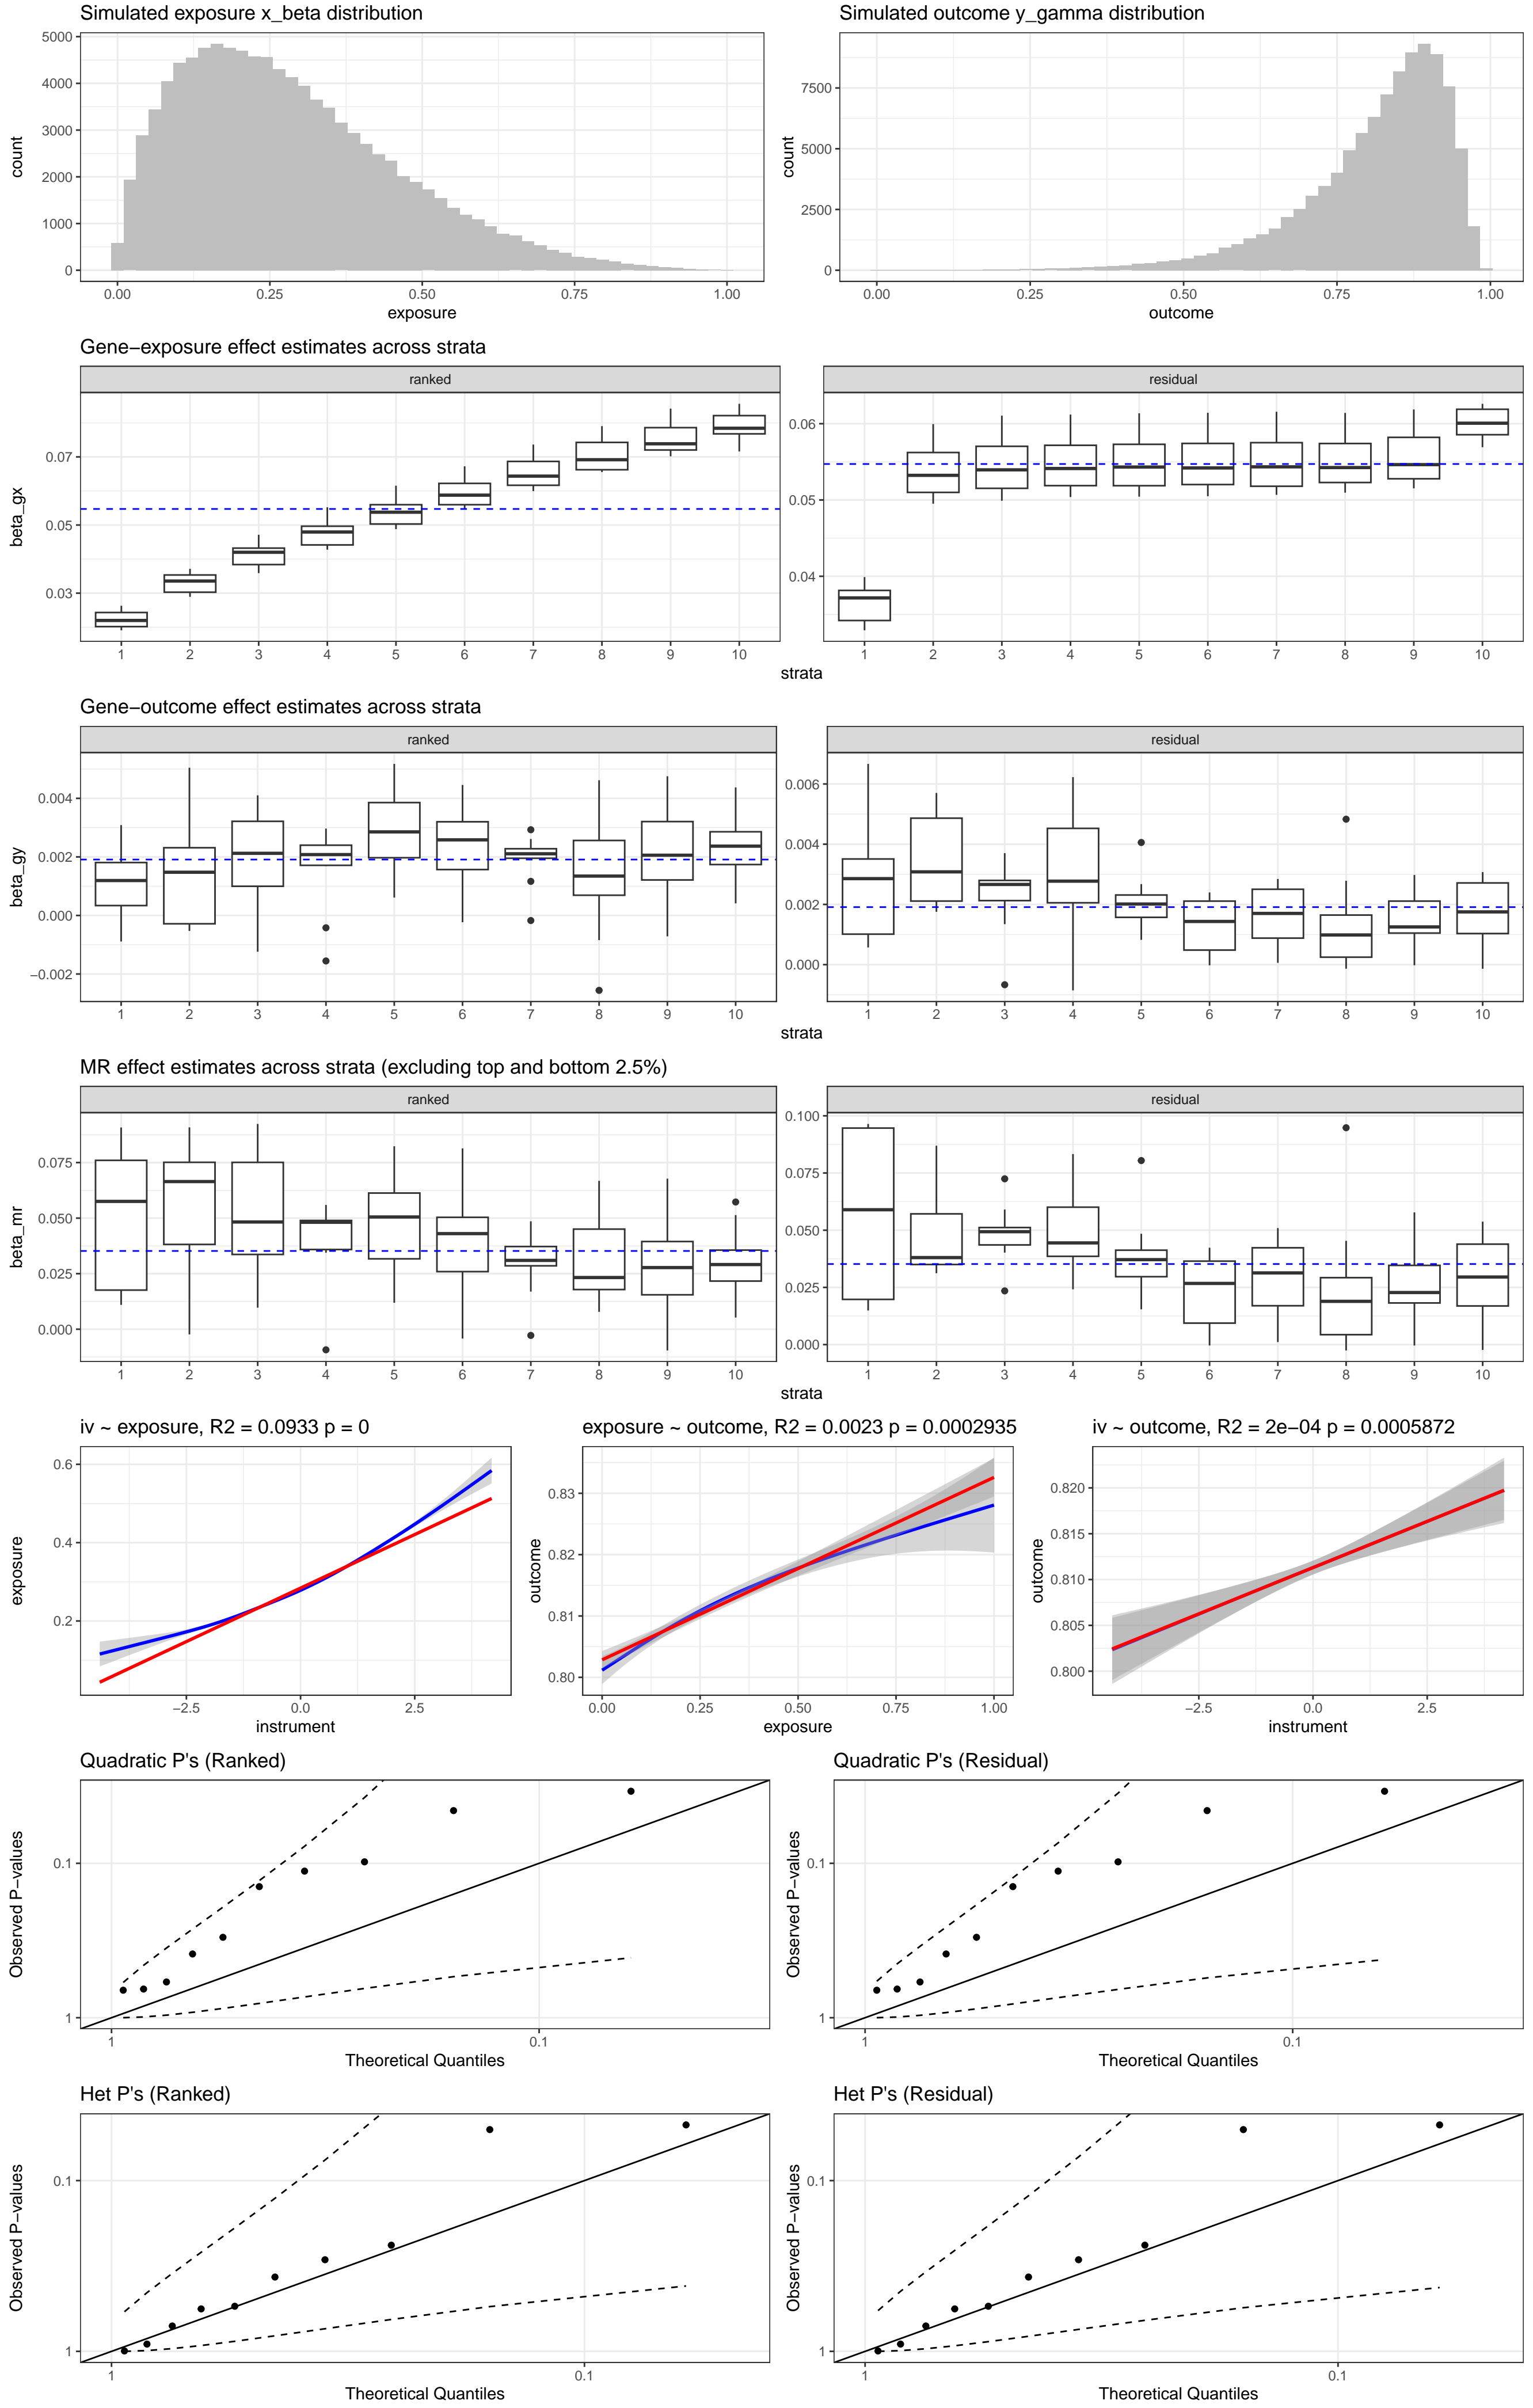 Simulated exposure x_beta distribution
Simulated outcome y_gamma distribution
count
5000
4000
3000
2000
1000
0
0.00 0.25 0.50 0.75 1.00
exposure
count
7500
5000
2500
0
0.00 0.25 0.50 0.75 1.00
outcome
Gene−exposure effect estimates across strata
ranked
residual
beta_gx
0.07
0.05
0.03
1 2 3 4 5 6 7 8 9 10
0.06
0.05
0.04
1 2 3 4 5 6 7 8 9 10
strata
Gene−outcome effect estimates across strata
ranked
residual
beta_gy
0.004
0.002
0.000
−0.002
1 2 3 4 5 6 7 8 9 10
0.006
0.004
0.002
0.000
1 2 3 4 5 6 7 8 9 10
strata
MR effect estimates across strata (excluding top and bottom 2.5%)
ranked
residual
beta_mr
0.075
0.050
0.025
0.000
1 2 3 4 5 6 7 8 9 10
0.100
0.075
0.050
0.025
0.000
1 2 3 4 5 6 7 8 9 10
strata
iv ~ exposure, R2 = 0.0933 p = 0
exposure ~ outcome, R2 = 0.0023 p = 0.0002935
iv ~ outcome, R2 = 2e−04 p = 0.0005872
exposure
0.6
0.4
0.2
−2.5 0.0 2.5
instrument
outcome
0.83
0.82
0.81
0.80
0.00 0.25 0.50 0.75 1.00
exposure
outcome
0.820
0.815
0.810
0.805
0.800
−2.5 0.0 2.5
instrument
Quadratic P's (Ranked)
Quadratic P's (Residual)
Observed P−values
0.1
1
1 0.1
Theoretical Quantiles
Observed P−values
0.1
1
1 0.1
Theoretical Quantiles
Het P's (Ranked)
Het P's (Residual)
Observed P−values
0.1
1
1 0.1
Theoretical Quantiles
Observed P−values
0.1
1
1 0.1
Theoretical Quantiles